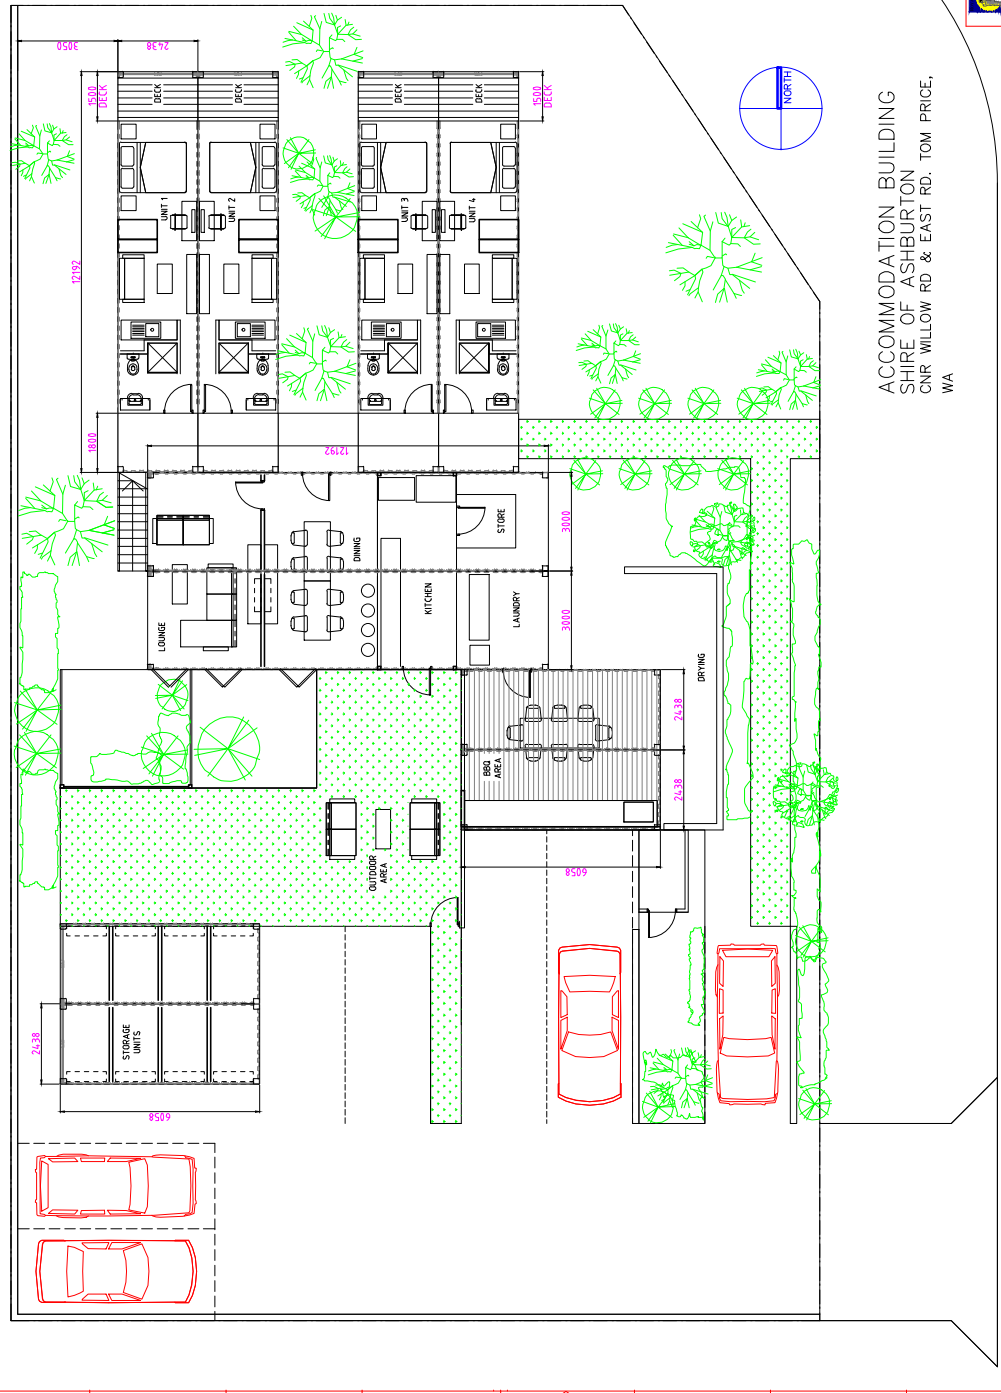 3050
2438
1500
DECK
DECK
DECK
DECK
DECK
1500
DECK
NORTH
ACCOMMODATION BUILDING
SHIRE OF ASHBURTON
CNR WILLOW RD & EAST RD. TOM PRICE,
WA
UNIT 1
UNIT 2
UNIT 3
UNIT 4
12192
1800
12192
STORE
3000
DINING
LOUNGE
KITCHEN
LAUNDRY
3000
DRYING
2438
BBQ
AREA
2438
OUTDOOR
AREA
6058
STORAGE
UNITS
2438
6058